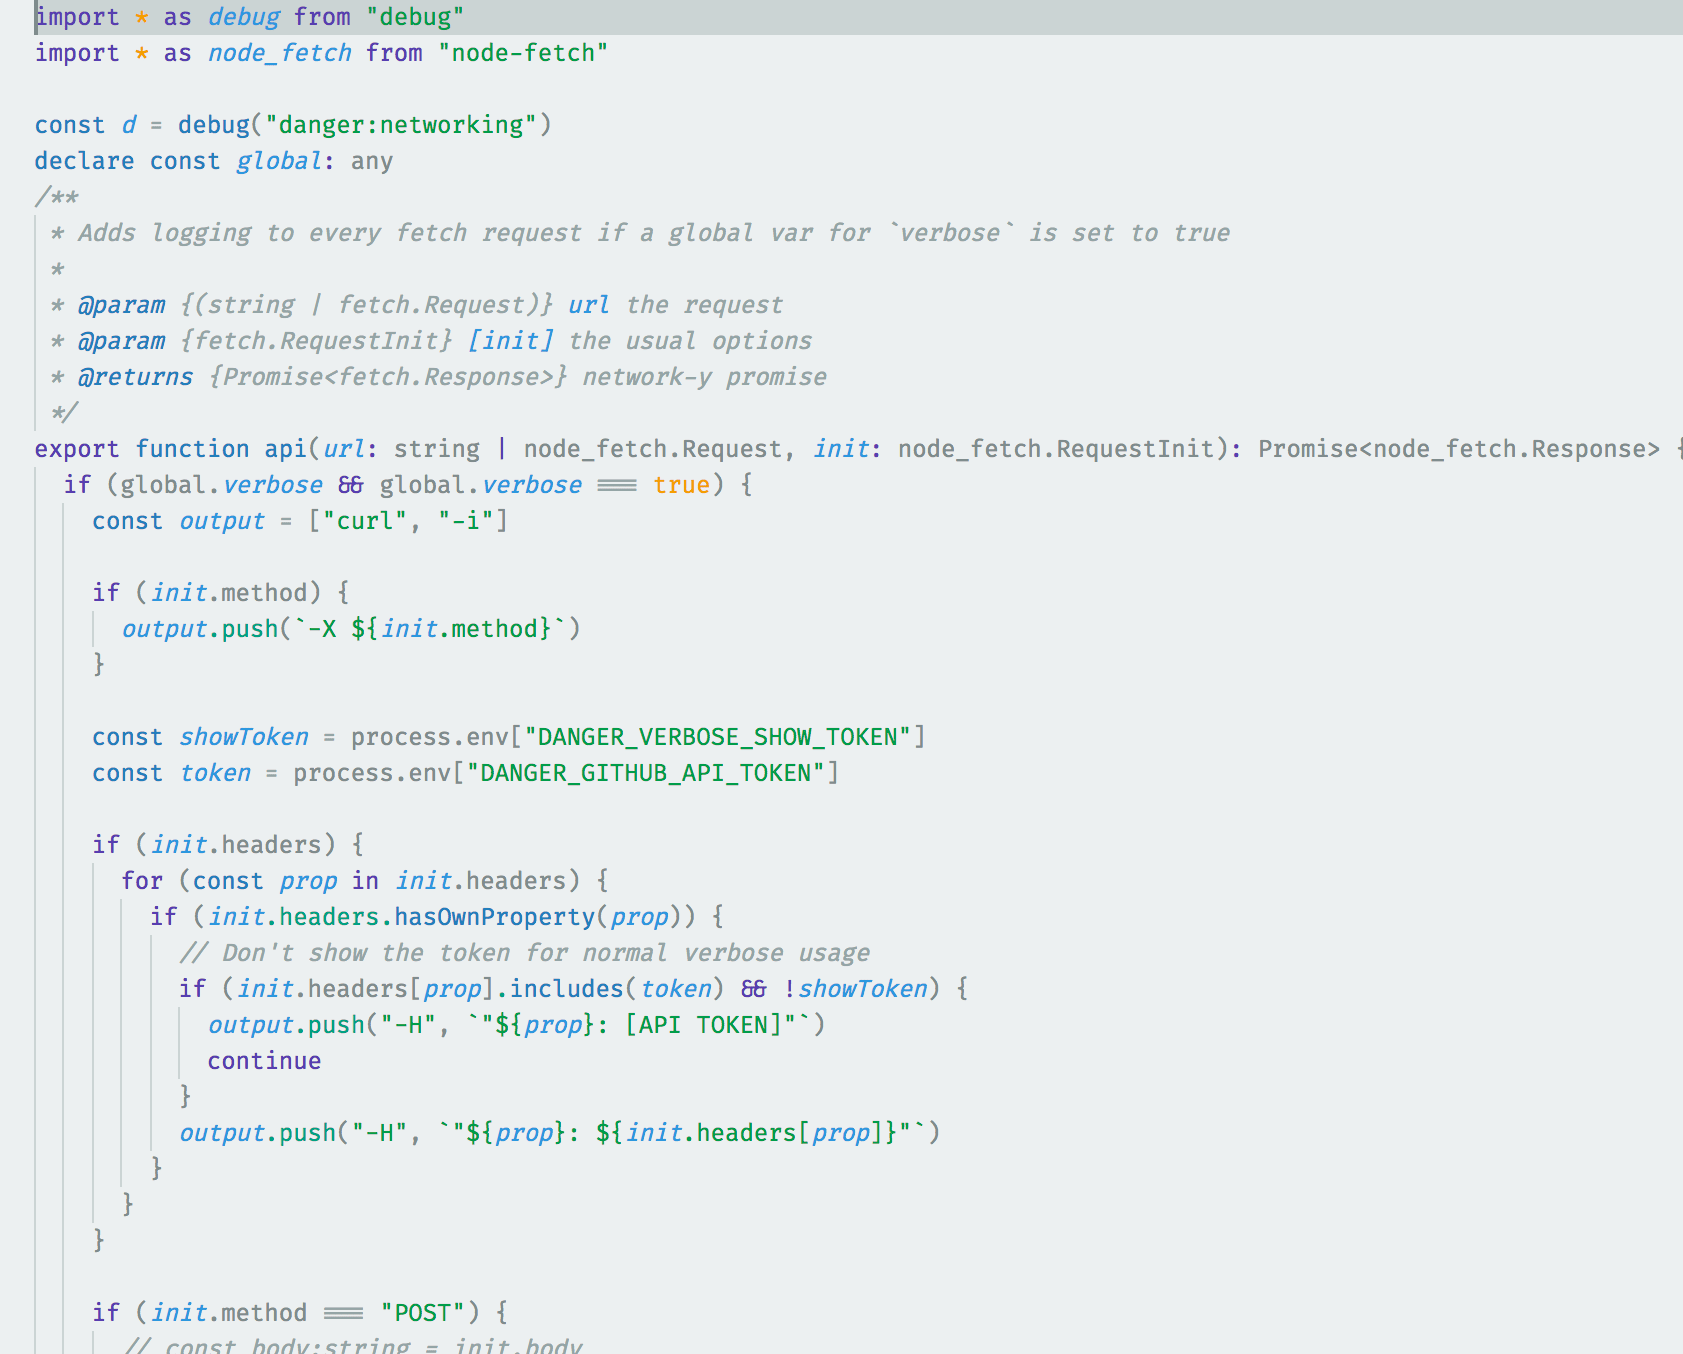 import * as debug from "debug"
import * as node_fetch from "node-fetch"

const d = debug("danger:networking")
declare const global: any
/**
 * Adds logging to every fetch request if a global var for `verbose` is set to true
 *
 * @param {(string | fetch.Request)} url the request
 * @param {fetch.RequestInit} [init] the usual options
 * @returns {Promise<fetch.Response>} network-y promise
 */
export function api(url: string | node_fetch.Request, init: node_fetch.RequestInit): Promise<node_fetch.Response> {
  if (global.verbose && global.verbose === true) {
    const output = ["curl", "-i"]

    if (init.method) {
      output.push(`-X ${init.method}`)
    }

    const showToken = process.env["DANGER_VERBOSE_SHOW_TOKEN"]
    const token = process.env["DANGER_GITHUB_API_TOKEN"]

    if (init.headers) {
      for (const prop in init.headers) {
        if (init.headers.hasOwnProperty(prop)) {
          // Don't show the token for normal verbose usage
          if (init.headers[prop].includes(token) && !showToken) {
            output.push("-H", `"${prop}: [API TOKEN]"`)
            continue
          }
          output.push("-H", `"${prop}: ${init.headers[prop]}"`)
        }
      }
    }

    if (init.method === "POST") {
      // const body:string = init.body